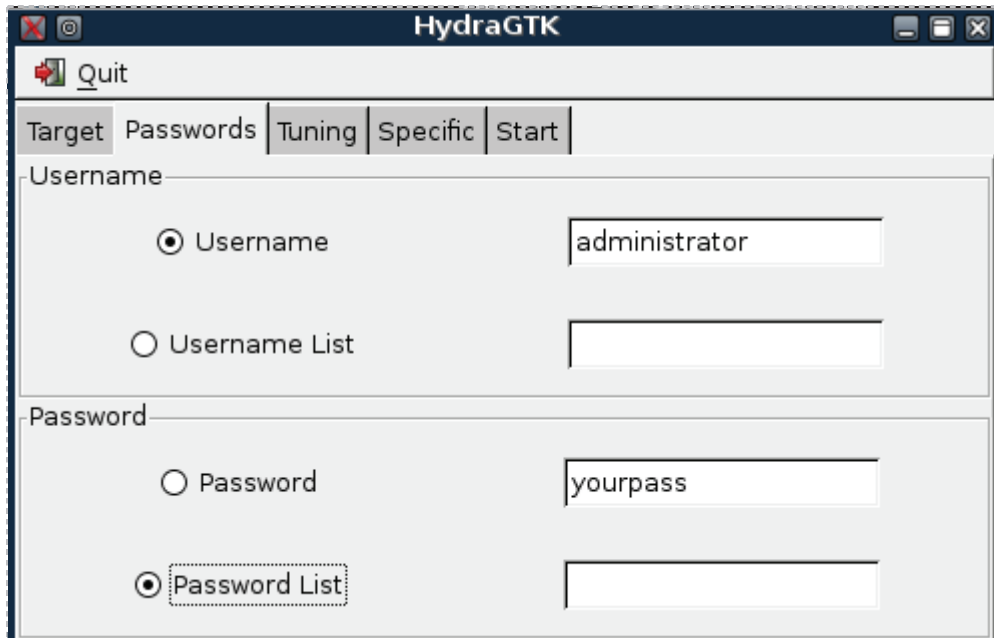 HydraGTK
Quit
Target Passwords Tuning Specific Start
Username
Username administrator
Username List
Password
Password yourpass
Password List